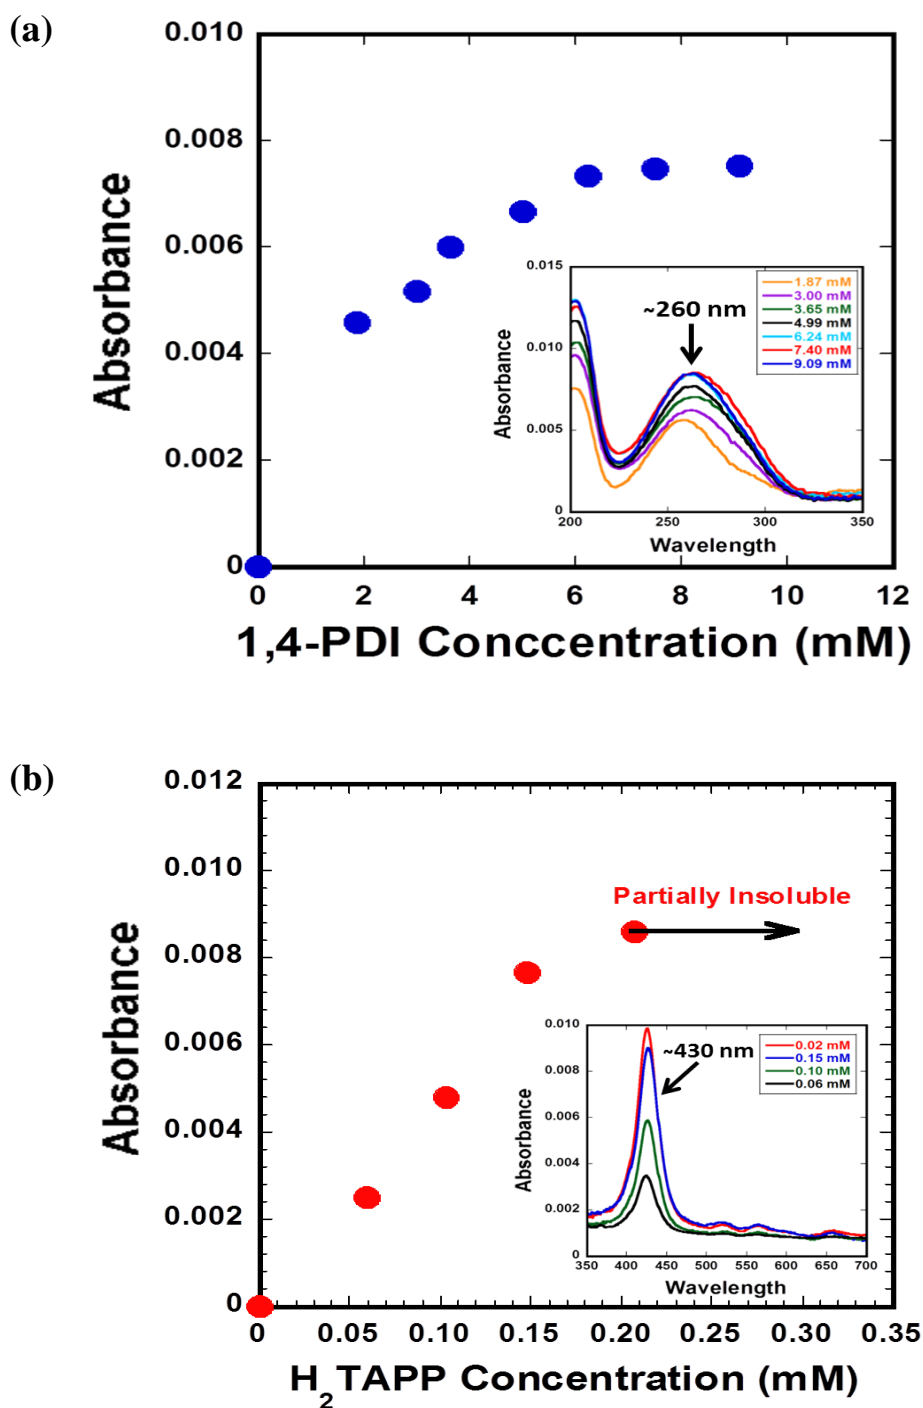 (a)
0.010
0.008
0.006
0.004
0.002
0
Absorbance
0 2 4 6 8 10 12
1,4-PDI Conccentration (mM)
0.015
0.010
0.005
0
Absorbance
~260 nm
1.87 mM
3.00 mM
3.65 mM
4.99 mM
6.24 mM
7.40 mM
9.09 mM
200 250 300 350
Wavelength
(b)
0.012
0.010
0.008
0.006
0.004
0.002
0
Absorbance
Partially Insoluble
0 0.05 0.10 0.15 0.20 0.25 0.30 0.35
H2TAPP Concentration (mM)
0.010
0.008
0.006
0.004
0.002
0
Absorbance
~430 nm
0.02 mM
0.15 mM
0.10 mM
0.06 mM
350 400 450 500 550 600 650 700
Wavelength